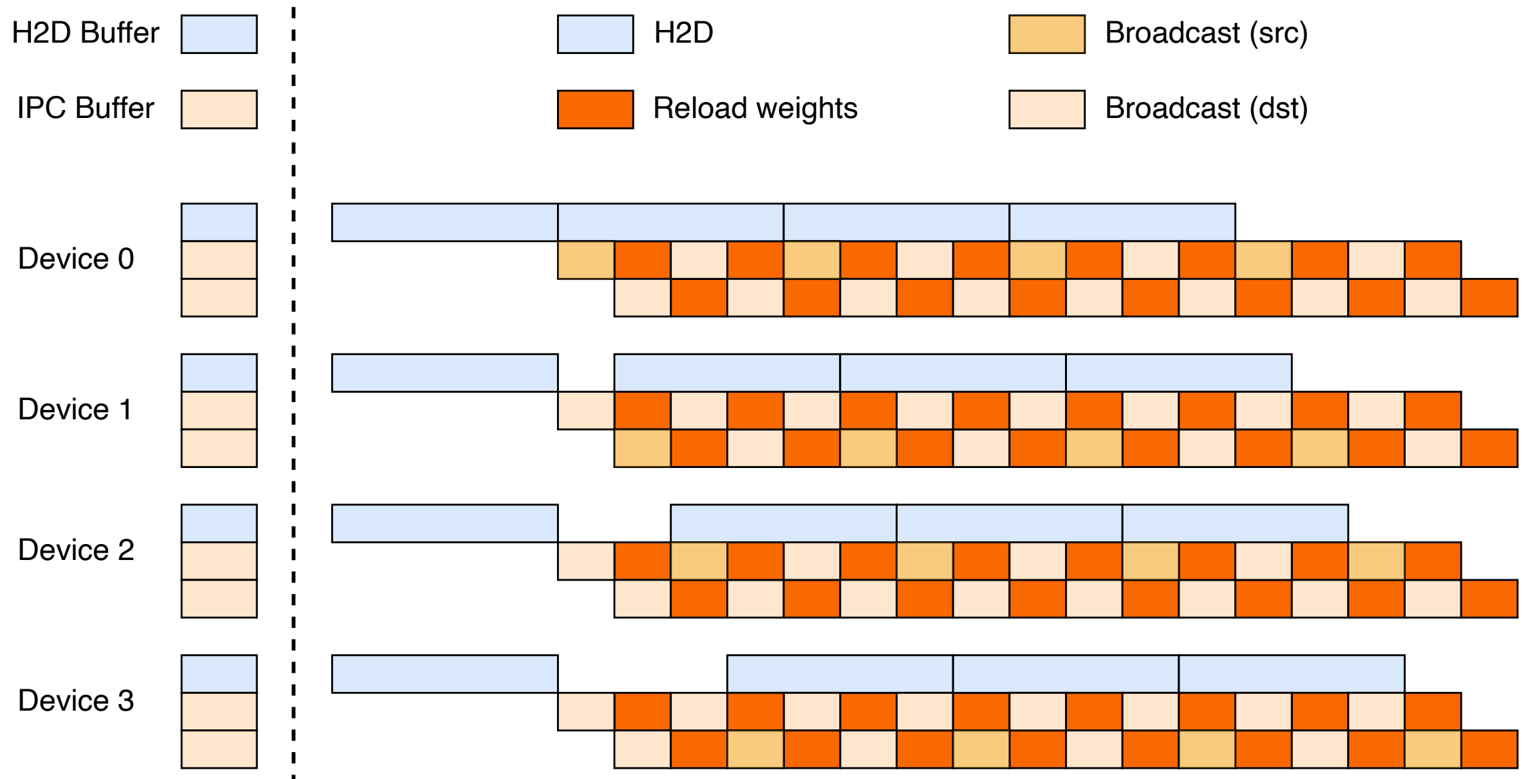 H2D Buffer
H2D
Broadcast (src)
IPC Buffer
Reload weights
Broadcast (dst)
Device 0
Device 1
Device 2
Device 3